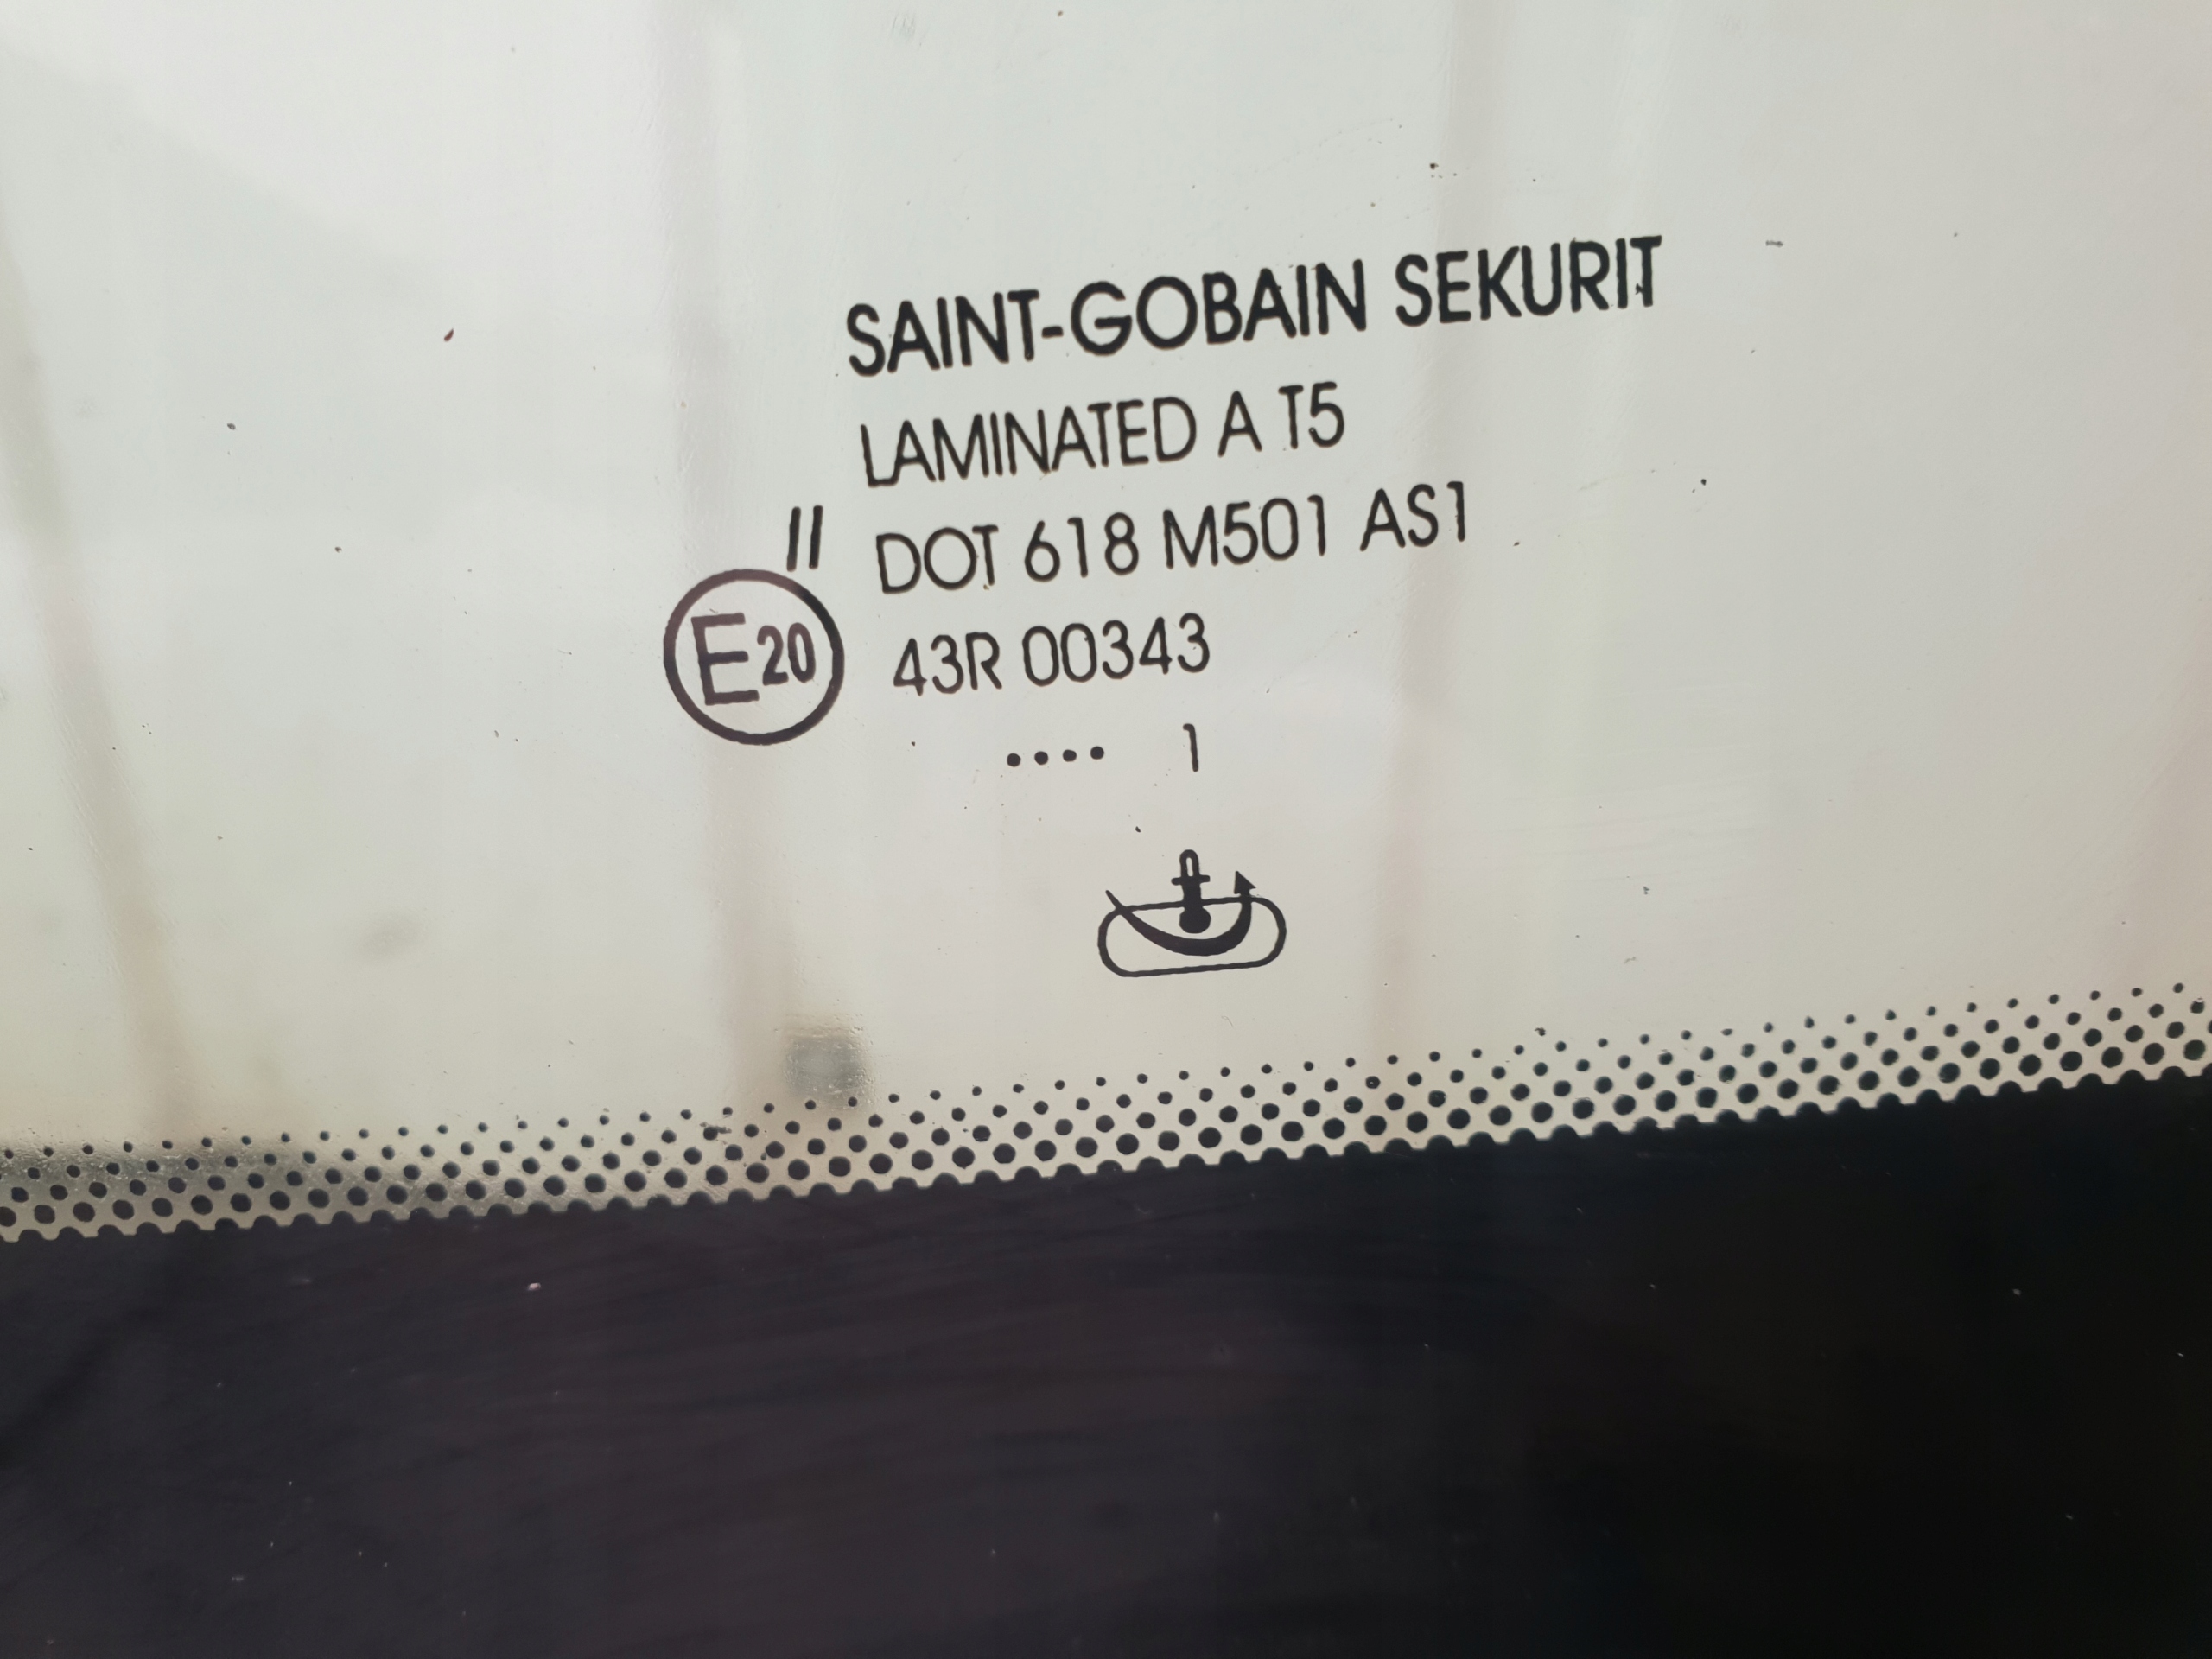 SAINT-GOBAIN SEKURIT
LAMINATED A T5
II DOT 618 M501 AS1
E20 43R 00343
.... 1